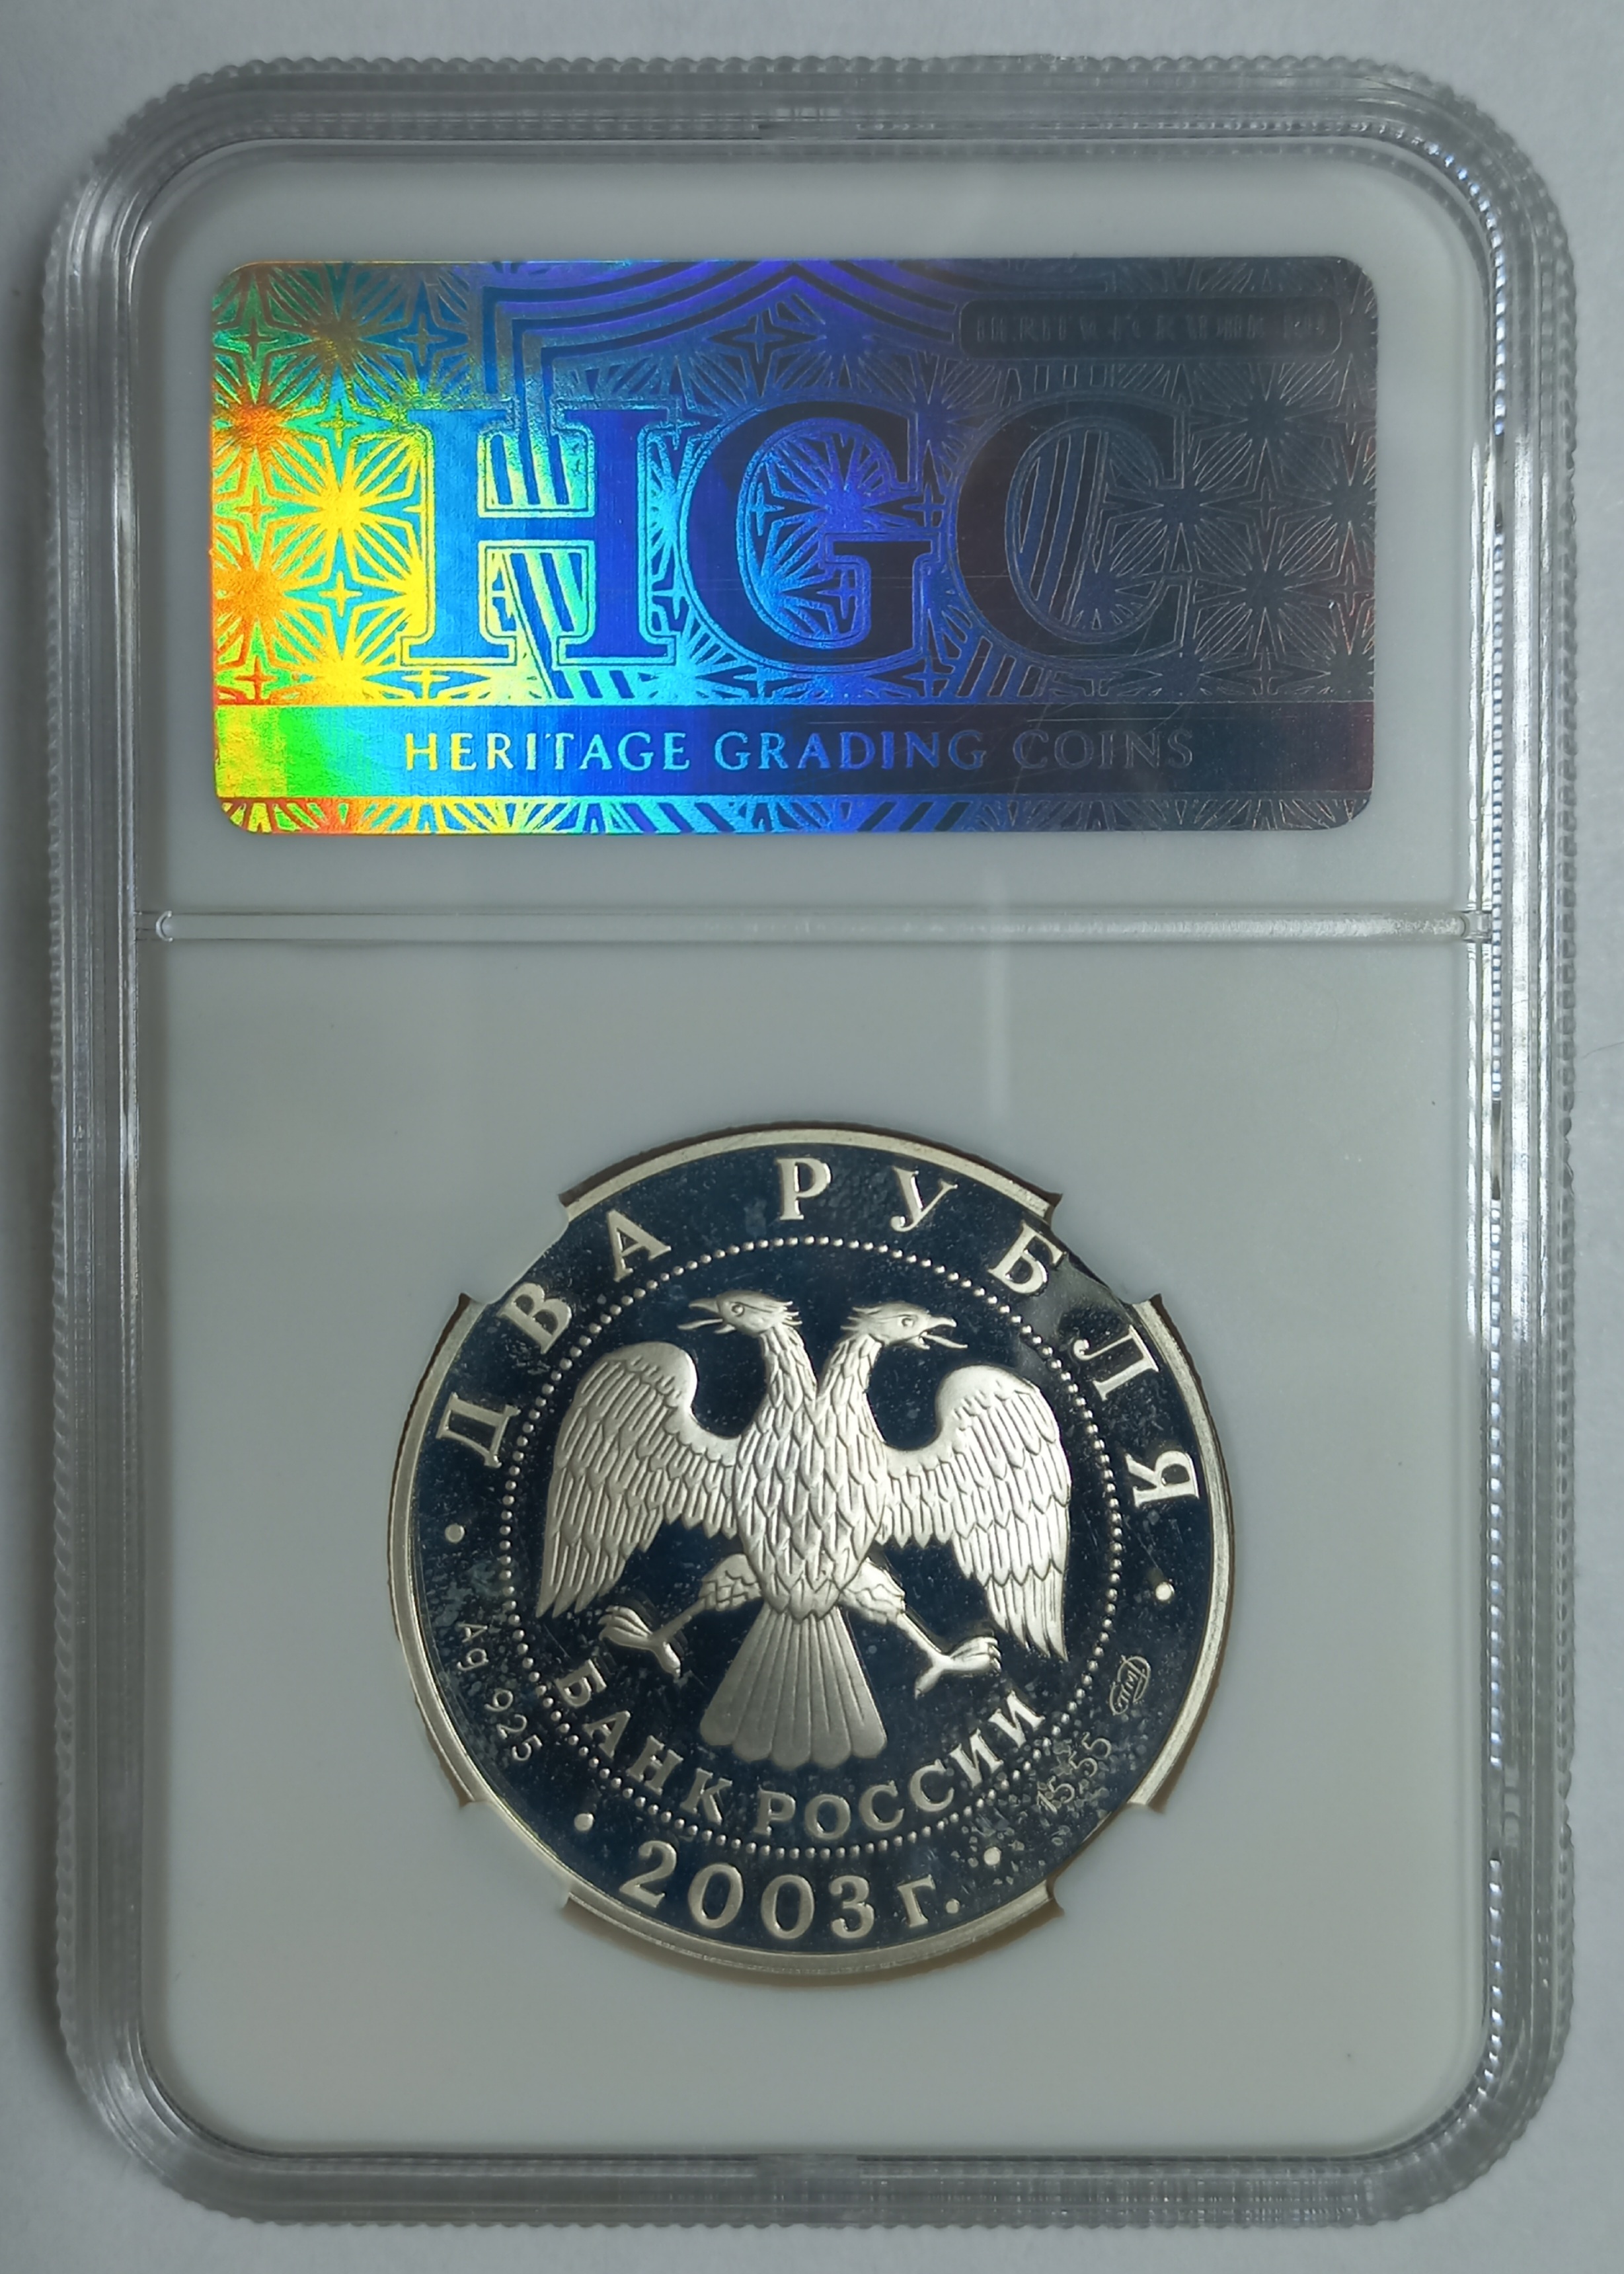 HGC
HERITAGE GRADING COINS
ДВА РУБЛЯ
Ag 925
БАНК РОССИИ
15,55
2003 г.